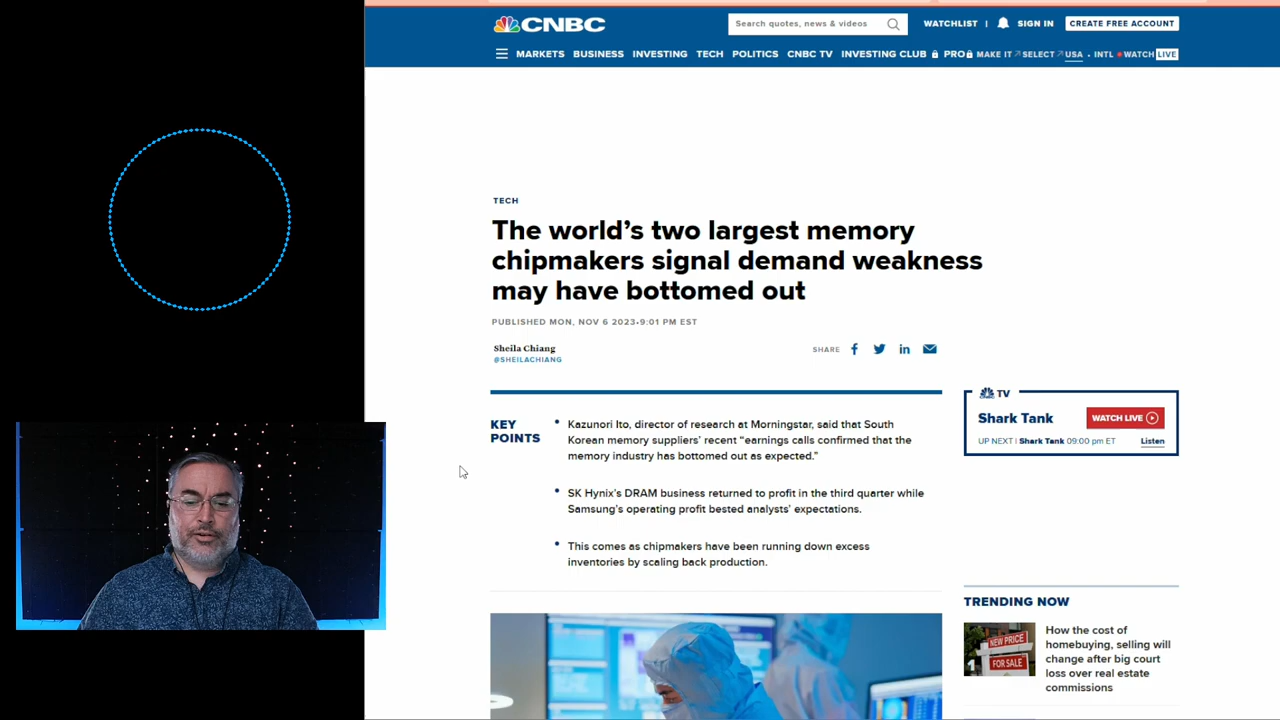 CNBC
Search quotes, news & videos
WATCHLIST |
SIGN IN
CREATE FREE ACCOUNT
MARKETS BUSINESS INVESTING TECH POLITICS CNBC TV INVESTING CLUB PRO MAKE IT SELECT USA • INTL WATCH LIVE
TECH
The world's two largest memory
chipmakers signal demand weakness
may have bottomed out
PUBLISHED MON, NOV 6 2023•9:01 PM EST
Sheila Chiang
@SHEILACHIANG
SHARE
KEY
POINTS
• Kazunori Ito, director of research at Morningstar, said that South
Korean memory suppliers' recent “earnings calls confirmed that the
memory industry has bottomed out as expected.”
• SK Hynix's DRAM business returned to profit in the third quarter while
Samsung's operating profit bested analysts' expectations.
• This comes as chipmakers have been running down excess
inventories by scaling back production.
TV
Shark Tank
WATCH LIVE
UP NEXT | Shark Tank 09:00 pm ET
Listen
TRENDING NOW
1
NEW PRICE
FOR SALE
How the cost of
homebuying, selling will
change after big court
loss over real estate
commissions